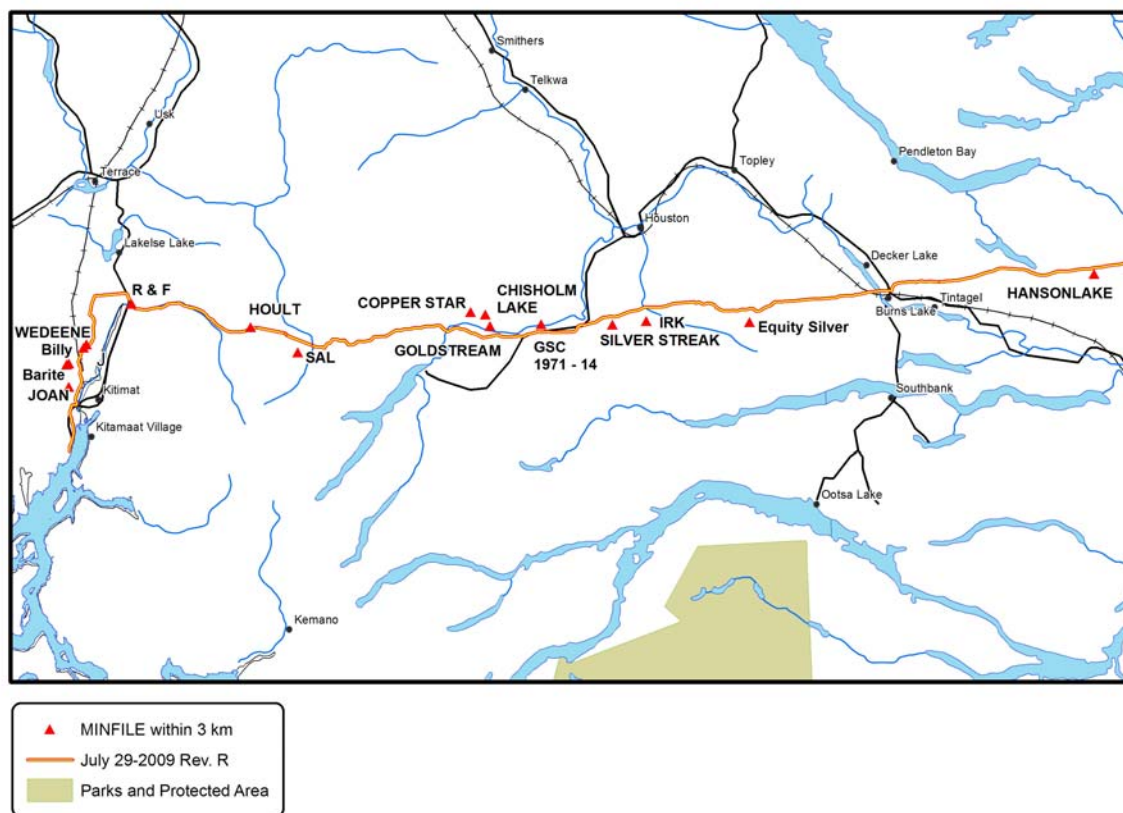 Smithers
Telkwa
Usk
Pendleton Bay
Topley
Terrace
Houston
Lakelse Lake
Decker Lake
HANSONLAKE
R & F
CHISHOLM
LAKE
COPPER STAR
HOULT
Tintagel
Burns Lake
WEDEENE
IRK
Equity Silver
SILVER STREAK
GSC
1971 - 14
GOLDSTREAM
SAL
Billy
J
Barite
JOAN
Kitimat
Southbank
Kitamaat Village
Ootsa Lake
Kemano
MINFILE within 3 km
July 29-2009 Rev. R
Parks and Protected Area